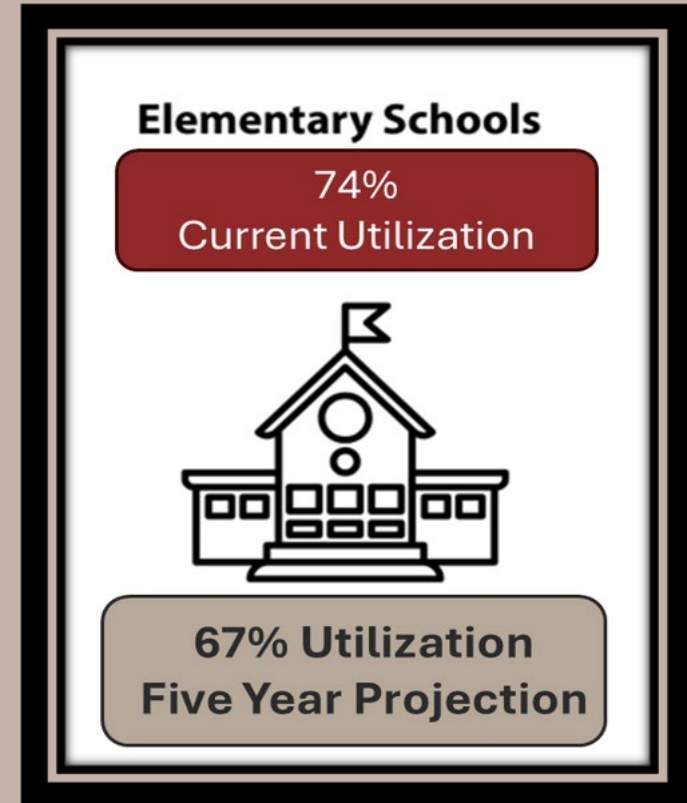 Elementary Schools
74%
Current Utilization
67% Utilization
Five Year Projection